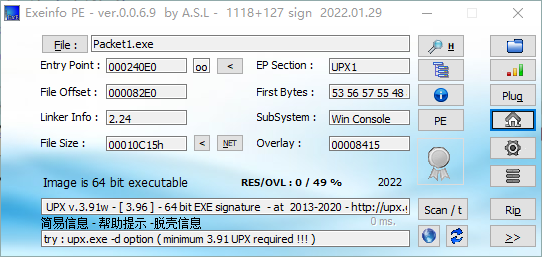 Exeinfo PE - ver.0.0.6.9 by A.S.L - 1118+127 sign 2022.01.29
File : Packet1.exe H
Entry Point : 000240E0 oo < EP Section : UPX1
File Offset : 000082E0 First Bytes : 53 56 57 55 48 Plug
Linker Info : 2.24 SubSystem : Win Console PE
File Size : 00010C15h < NET Overlay : 00008415
Image is 64 bit executable RES/OVL : 0 / 49 % 2022
UPX v.3.91w - [ 3.96 ] - 64 bit EXE signature - at 2013-2020 - http://upx. Scan / t Rip
简易信息 - 帮助提示 -脱壳信息 0 ms.
try : upx.exe -d option ( minimum 3.91 UPX required !!! ) >>